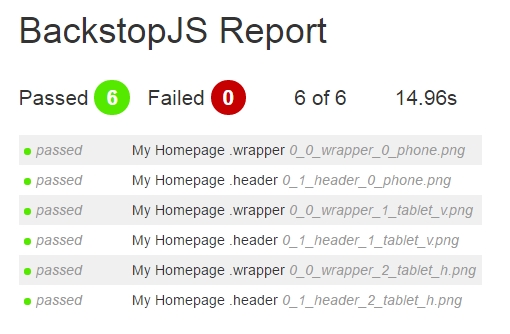 BackstopJS Report
Passed 6 Failed 0 6 of 6 14.96s
passed My Homepage .wrapper 0_0_wrapper_0_phone.png
passed My Homepage .header 0_1_header_0_phone.png
passed My Homepage .wrapper 0_0_wrapper_1_tablet_v.png
passed My Homepage .header 0_1_header_1_tablet_v.png
passed My Homepage .wrapper 0_0_wrapper_2_tablet_h.png
passed My Homepage .header 0_1_header_2_tablet_h.png